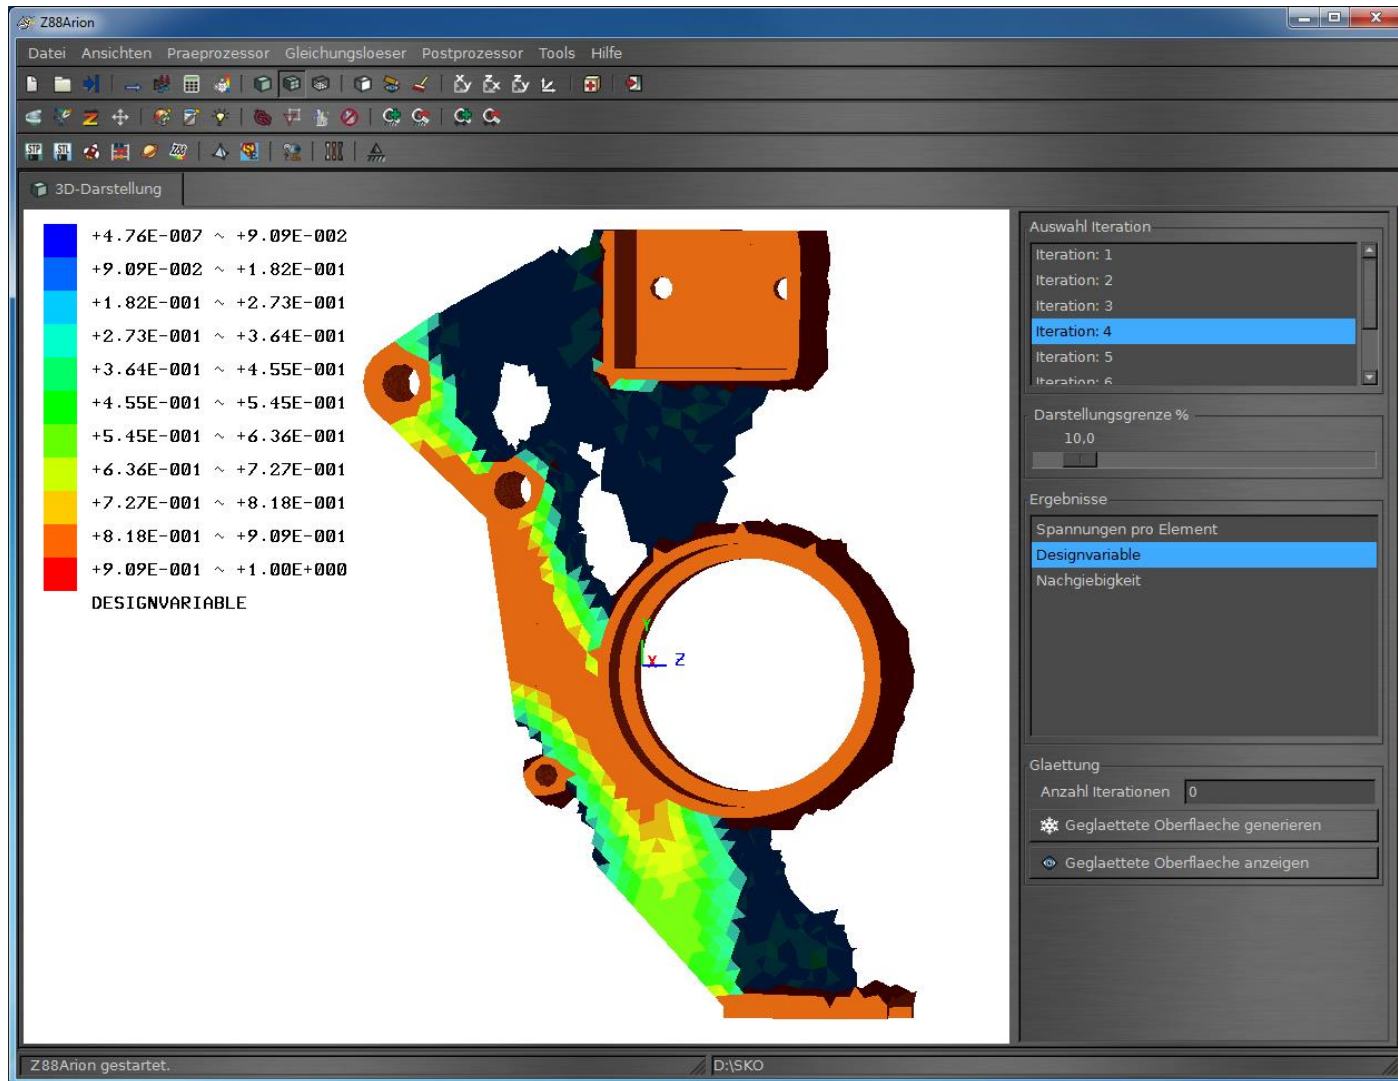 Z88Arion
Datei Ansichten Praeprozessor Gleichungsloeser Postprozessor Tools Hilfe
3D-Darstellung
+4.76E-007 ~ +9.09E-002
+9.09E-002 ~ +1.82E-001
+1.82E-001 ~ +2.73E-001
+2.73E-001 ~ +3.64E-001
+3.64E-001 ~ +4.55E-001
+4.55E-001 ~ +5.45E-001
+5.45E-001 ~ +6.36E-001
+6.36E-001 ~ +7.27E-001
+7.27E-001 ~ +8.18E-001
+8.18E-001 ~ +9.09E-001
+9.09E-001 ~ +1.00E+000
DESIGNVARIABLE
Y
X Z
Auswahl Iteration
Iteration: 1
Iteration: 2
Iteration: 3
Iteration: 4
Iteration: 5
Iteration: 6
Darstellungsgrenze %
10,0
Ergebnisse
Spannungen pro Element
Designvariable
Nachgiebigkeit
Glaettung
Anzahl Iterationen 0
Geglaettete Oberflaeche generieren
Geglaettete Oberflaeche anzeigen
Z88Arion gestartet. D:\SKO